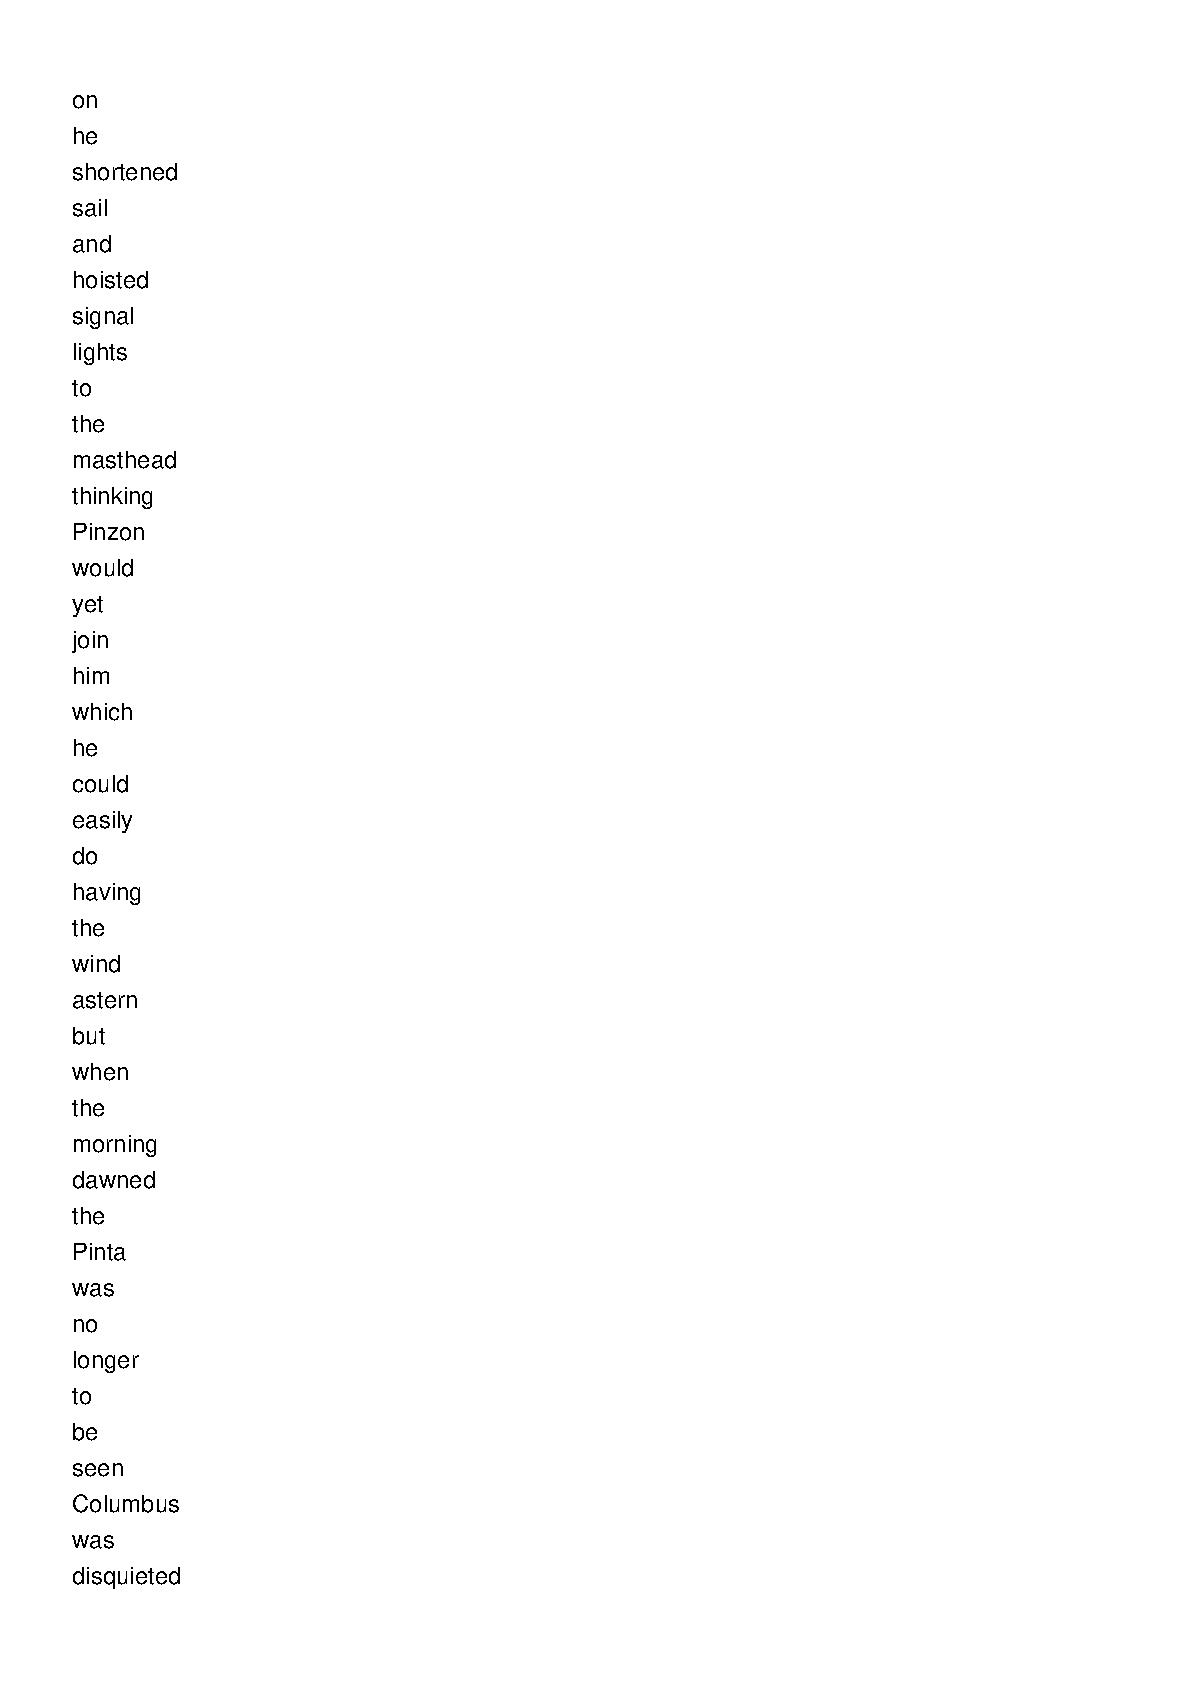 on
he
shortened
sail
and
hoisted
signal
lights
to
the
masthead
thinking
Pinzon
would
yet
join
him
which
he
could
easily
do
having
the
wind
astern
but
when
the
morning
dawned
the
Pinta
was
no
longer
to
be
seen
Columbus
was
disquieted